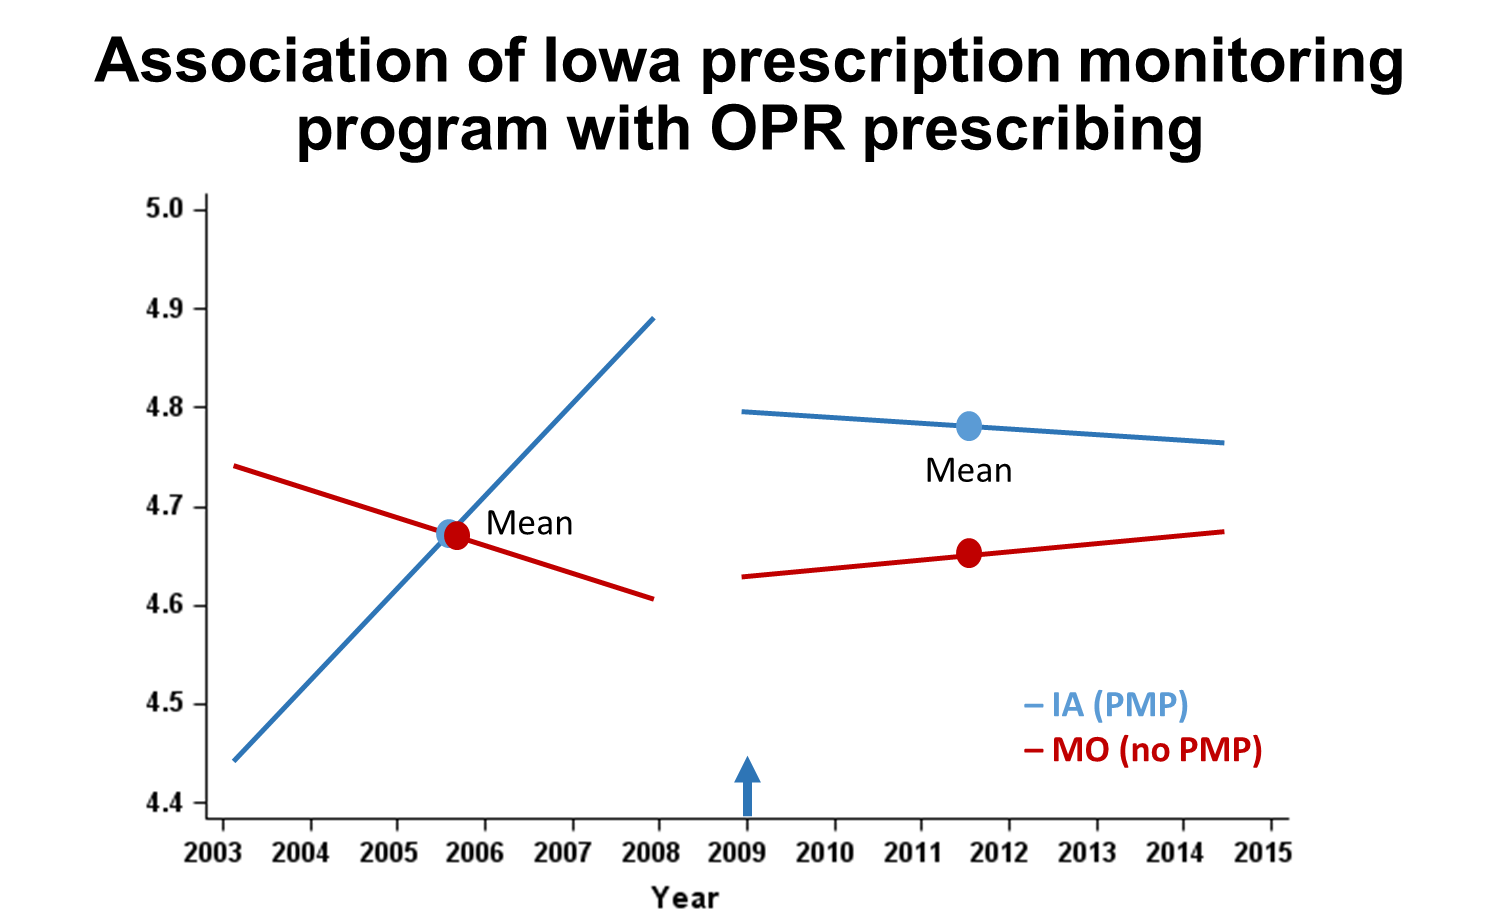 Association of Iowa prescription monitoring
program with OPR prescribing
5.0
4.9
4.8
4.7
4.6
4.5
4.4
Mean
Mean
– IA (PMP)
– MO (no PMP)
2003 2004 2005 2006 2007 2008 2009 2010 2011 2012 2013 2014 2015
Year